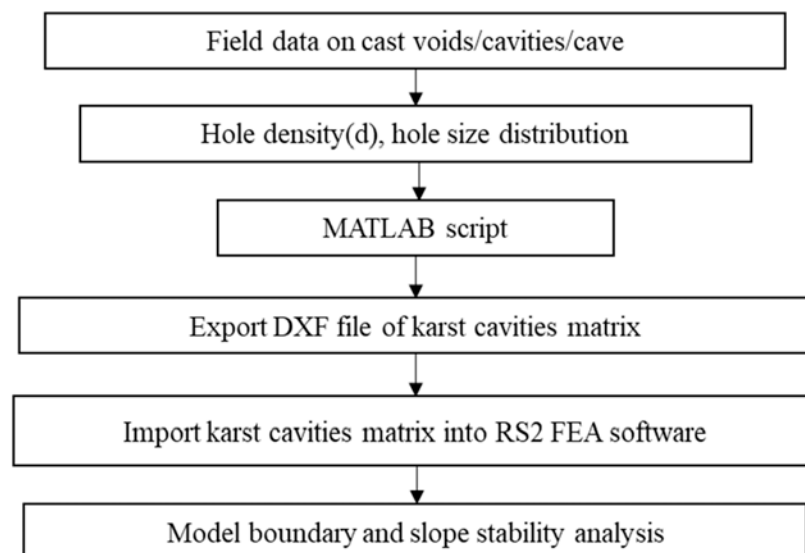 Field data on cast voids/cavities/cave
Hole density(d), hole size distribution
MATLAB script
Export DXF file of karst cavities matrix
Import karst cavities matrix into RS2 FEA software
Model boundary and slope stability analysis